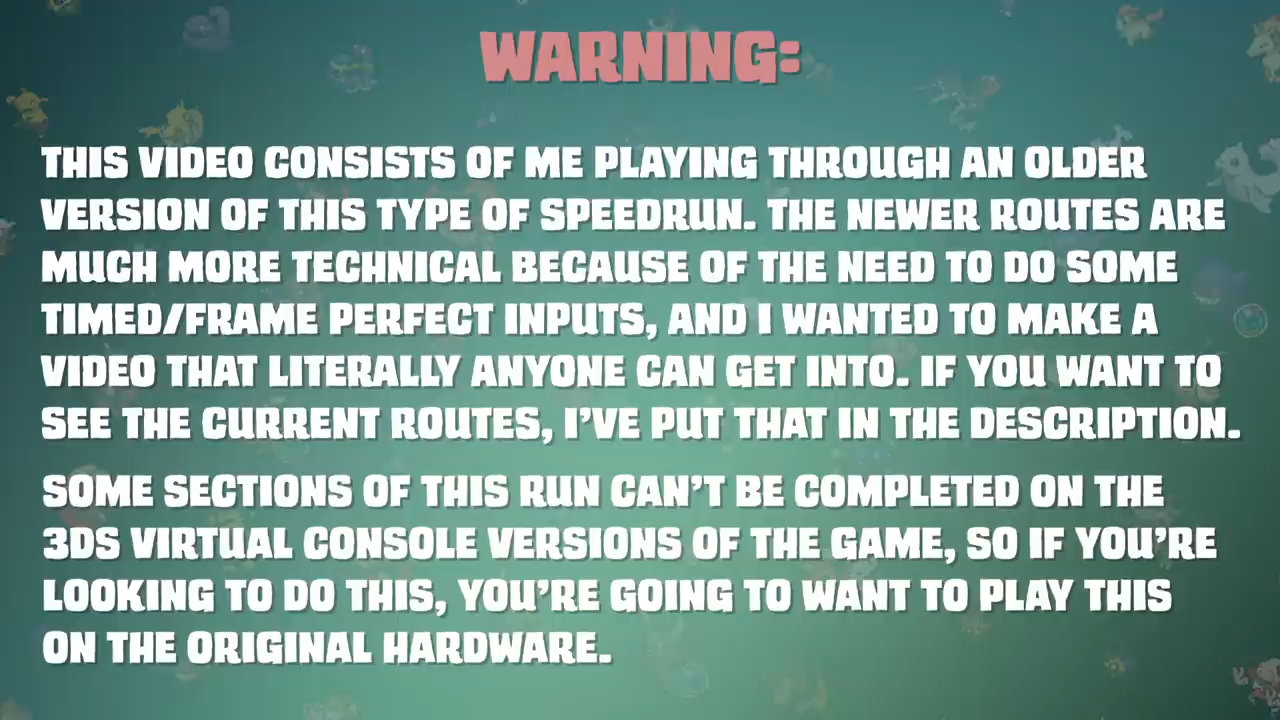 WARNING:
THIS VIDEO CONSISTS OF ME PLAYING THROUGH AN OLDER
VERSION OF THIS TYPE OF SPEEDRUN. THE NEWER ROUTES ARE
MUCH MORE TECHNICAL BECAUSE OF THE NEED TO DO SOME
TIMED/FRAME PERFECT INPUTS, AND I WANTED TO MAKE A
VIDEO THAT LITERALLY ANYONE CAN GET INTO. IF YOU WANT TO
SEE THE CURRENT ROUTES, I'VE PUT THAT IN THE DESCRIPTION.
SOME SECTIONS OF THIS RUN CAN'T BE COMPLETED ON THE
3DS VIRTUAL CONSOLE VERSIONS OF THE GAME, SO IF YOU'RE
LOOKING TO DO THIS, YOU'RE GOING TO WANT TO PLAY THIS
ON THE ORIGINAL HARDWARE.